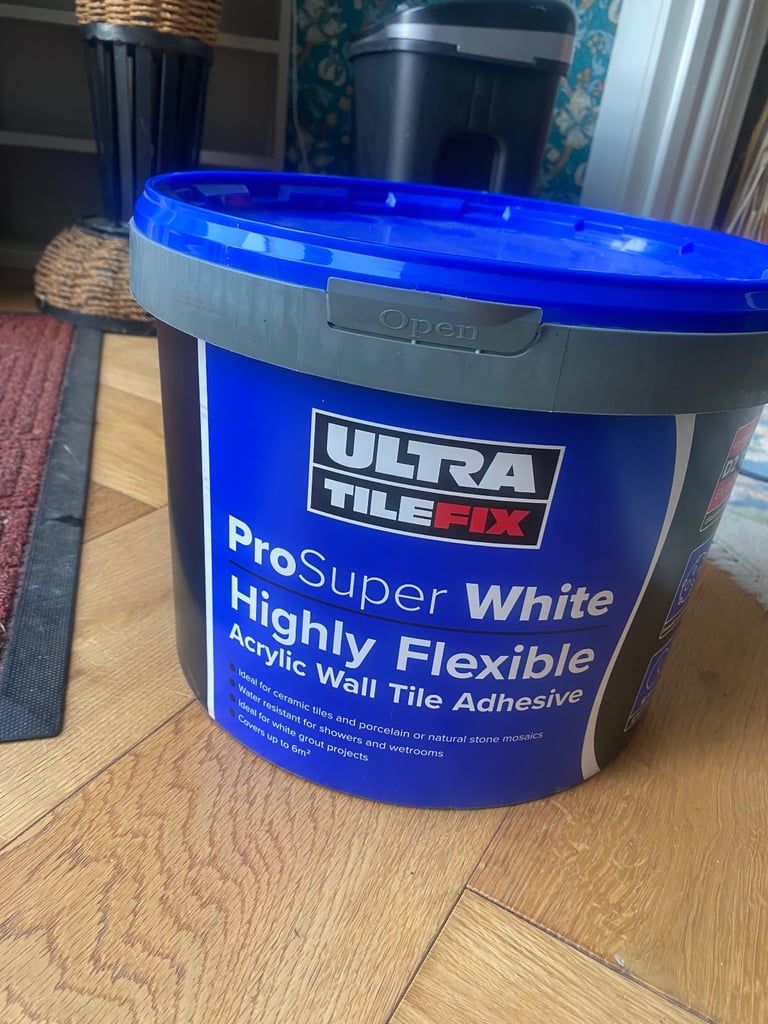 Open
ULTRA
TILEFIX
ProSuper White
Highly Flexible
Acrylic Wall Tile Adhesive
Ideal for ceramic tiles and porcelain or natural stone mosaics
Water resistant for showers and wetrooms
Ideal for white grout projects
Covers up to 6m²